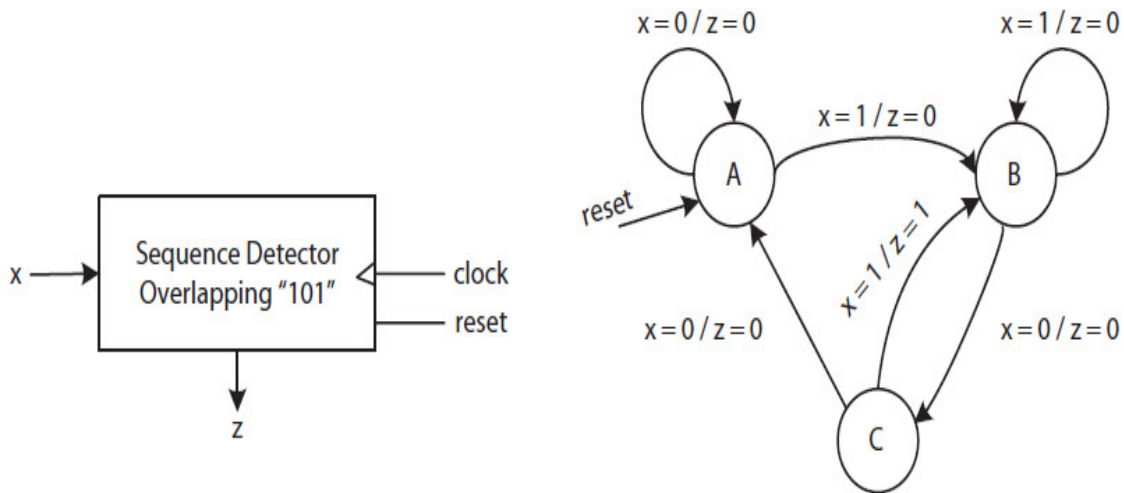 x
Sequence Detector
Overlapping “101”
clock
reset
z
x = 0 / z = 0
x = 1 / z = 0
x = 1 / z = 0
A
B
reset
x = 1 / z = 1
x = 0 / z = 0
x = 0 / z = 0
C